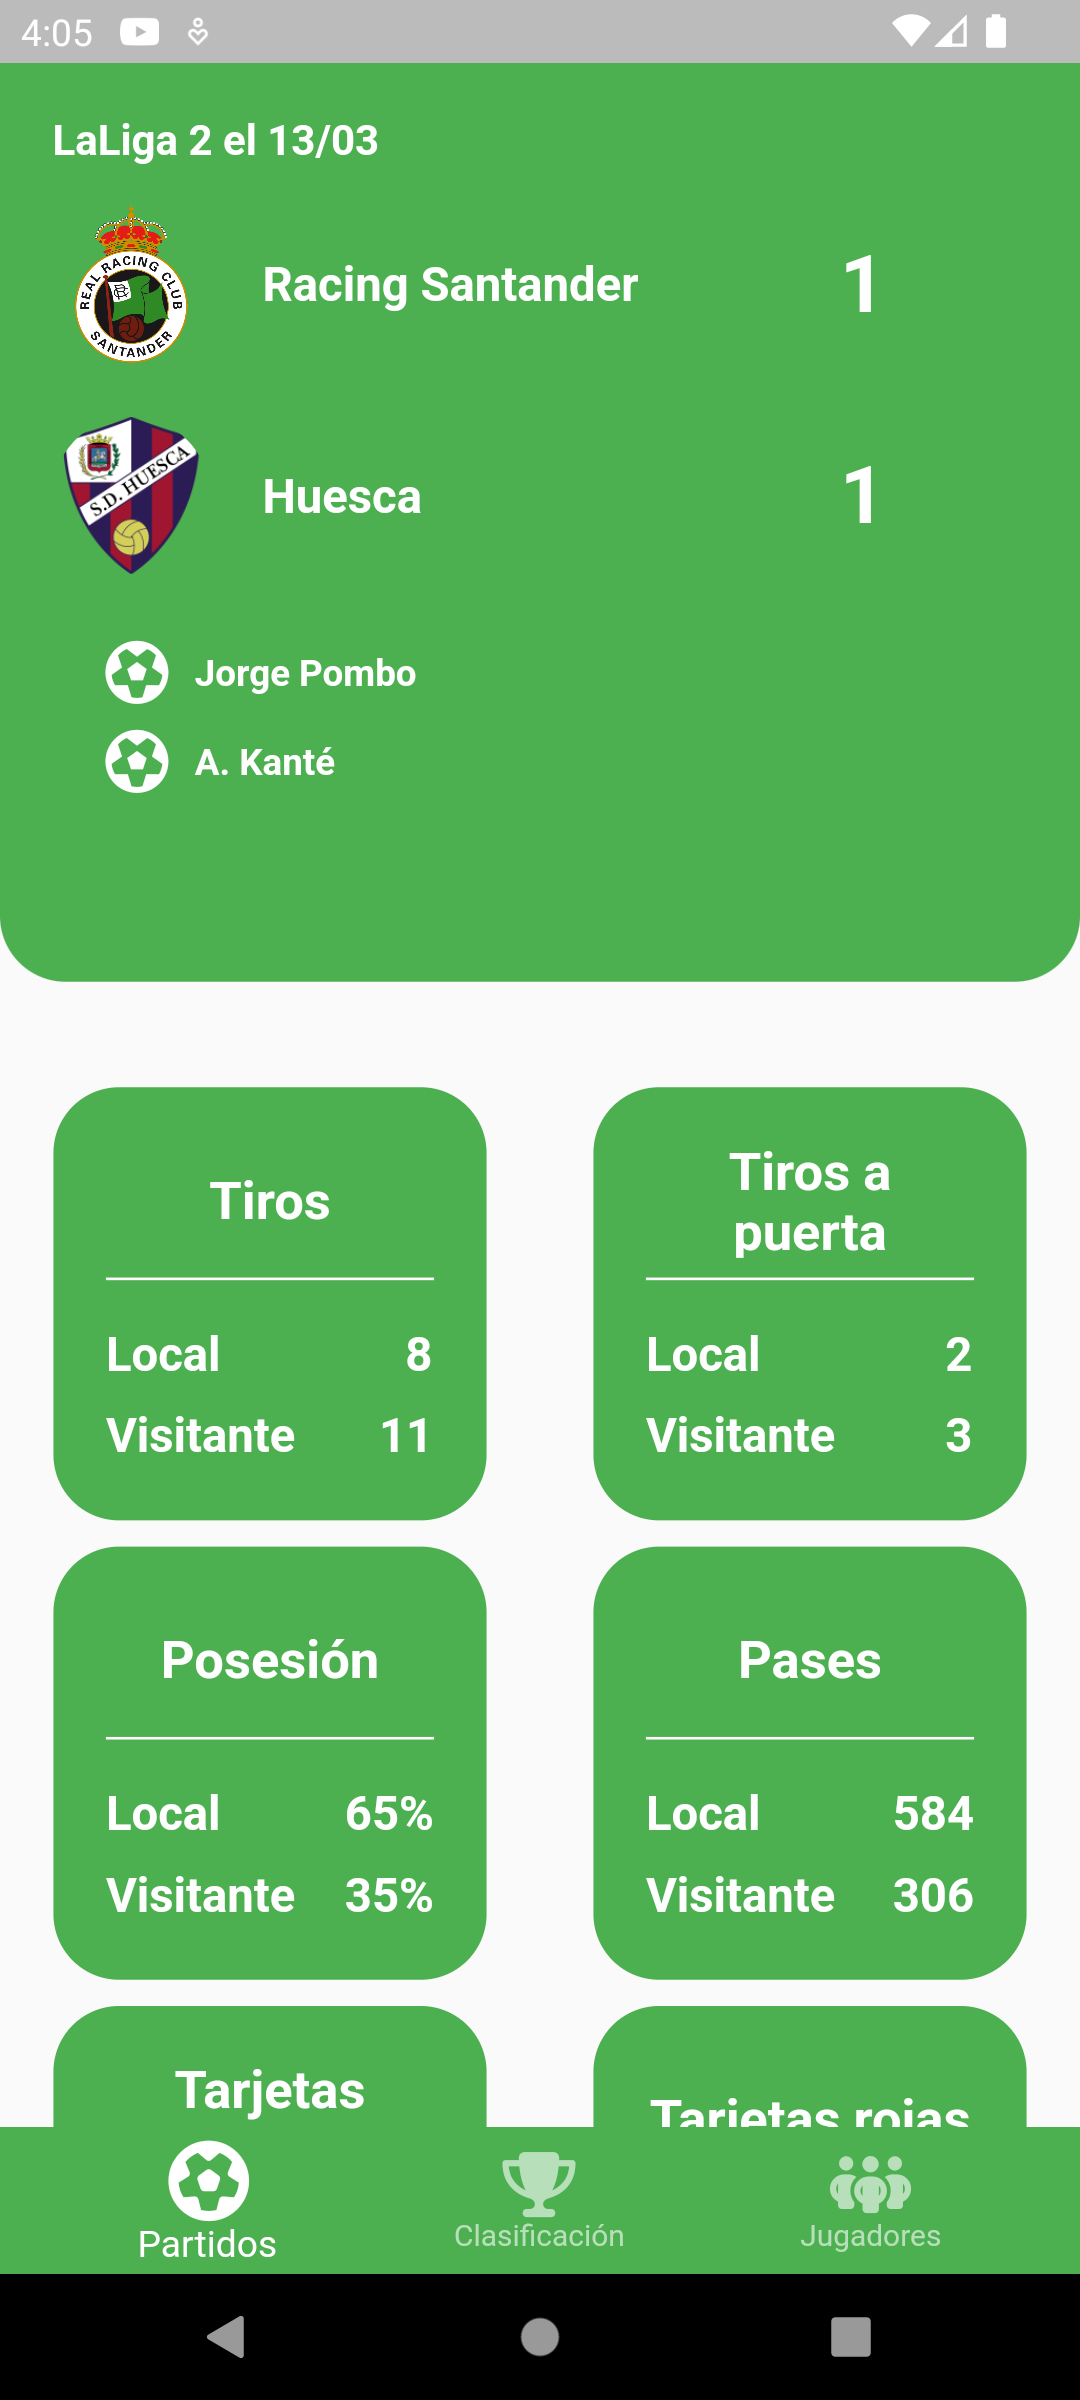 4:05
LaLiga 2 el 13/03
REAL RACING CLUB
SANTANDER
Racing Santander
1
S.D. HUESCA
Huesca
1
Jorge Pombo
A. Kanté
Tiros
Local 8
Visitante 11
Tiros a
puerta
Local 2
Visitante 3
Posesión
Local 65%
Visitante 35%
Pases
Local 584
Visitante 306
Tarjetas
Tarjetas rojas
Partidos
Clasificación
Jugadores